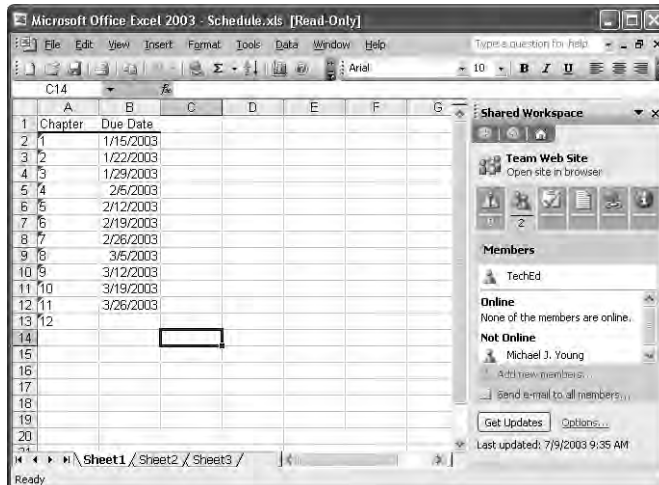 Microsoft Office Excel 2003 - Schedule.xls [Read-Only]
File Edit View Insert Format Tools Data Window Help
Type a question for help
Arial 10 B I U
C14 fx
A B C D E F G
1 Chapter Due Date
2 1 1/15/2003
3 2 1/22/2003
4 3 1/29/2003
5 4 2/5/2003
6 5 2/12/2003
7 6 2/19/2003
8 7 2/26/2003
9 8 3/5/2003
10 9 3/12/2003
11 10 3/19/2003
12 11 3/26/2003
13 12
14
15
16
17
18
19
20
21
Sheet1 Sheet2 Sheet3
Ready
Shared Workspace
Team Web Site
Open site in browser
2
Members
TechEd
Online
None of the members are online.
Not Online
Michael J. Young
Add new members...
Send e-mail to all members...
Get Updates Options...
Last updated: 7/9/2003 9:35 AM